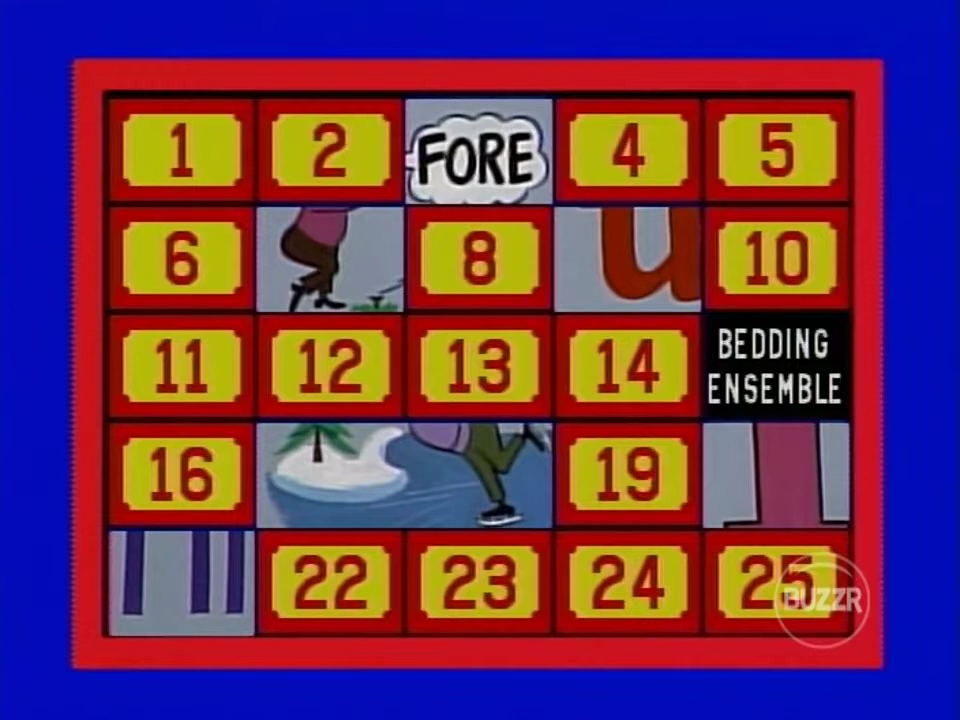 1 2 FORE 4 5
6 8 u 10
11 12 13 14 BEDDING
ENSEMBLE
16 19
22 23 24 25
BUZZR